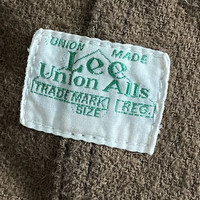 UNION MADE
Lee
Union Alls
TRADE MARK REG.
SIZE